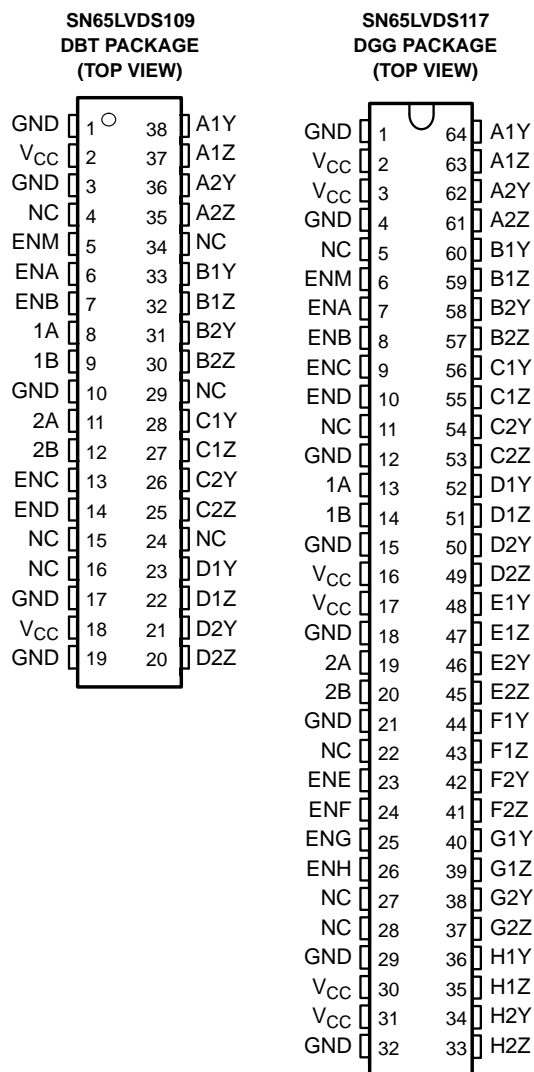 SN65LVDS109
DBT PACKAGE
(TOP VIEW)
GND 1 38 A1Y
VCC 2 37 A1Z
GND 3 36 A2Y
NC 4 35 A2Z
ENM 5 34 NC
ENA 6 33 B1Y
ENB 7 32 B1Z
1A 8 31 B2Y
1B 9 30 B2Z
GND 10 29 NC
2A 11 28 C1Y
2B 12 27 C1Z
ENC 13 26 C2Y
END 14 25 C2Z
NC 15 24 NC
NC 16 23 D1Y
GND 17 22 D1Z
VCC 18 21 D2Y
GND 19 20 D2Z
SN65LVDS117
DGG PACKAGE
(TOP VIEW)
GND 1 64 A1Y
VCC 2 63 A1Z
VCC 3 62 A2Y
GND 4 61 A2Z
NC 5 60 B1Y
ENM 6 59 B1Z
ENA 7 58 B2Y
ENB 8 57 B2Z
ENC 9 56 C1Y
END 10 55 C1Z
NC 11 54 C2Y
GND 12 53 C2Z
1A 13 52 D1Y
1B 14 51 D1Z
GND 15 50 D2Y
VCC 16 49 D2Z
VCC 17 48 E1Y
GND 18 47 E1Z
2A 19 46 E2Y
2B 20 45 E2Z
GND 21 44 F1Y
NC 22 43 F1Z
ENE 23 42 F2Y
ENF 24 41 F2Z
ENG 25 40 G1Y
ENH 26 39 G1Z
NC 27 38 G2Y
NC 28 37 G2Z
GND 29 36 H1Y
VCC 30 35 H1Z
VCC 31 34 H2Y
GND 32 33 H2Z